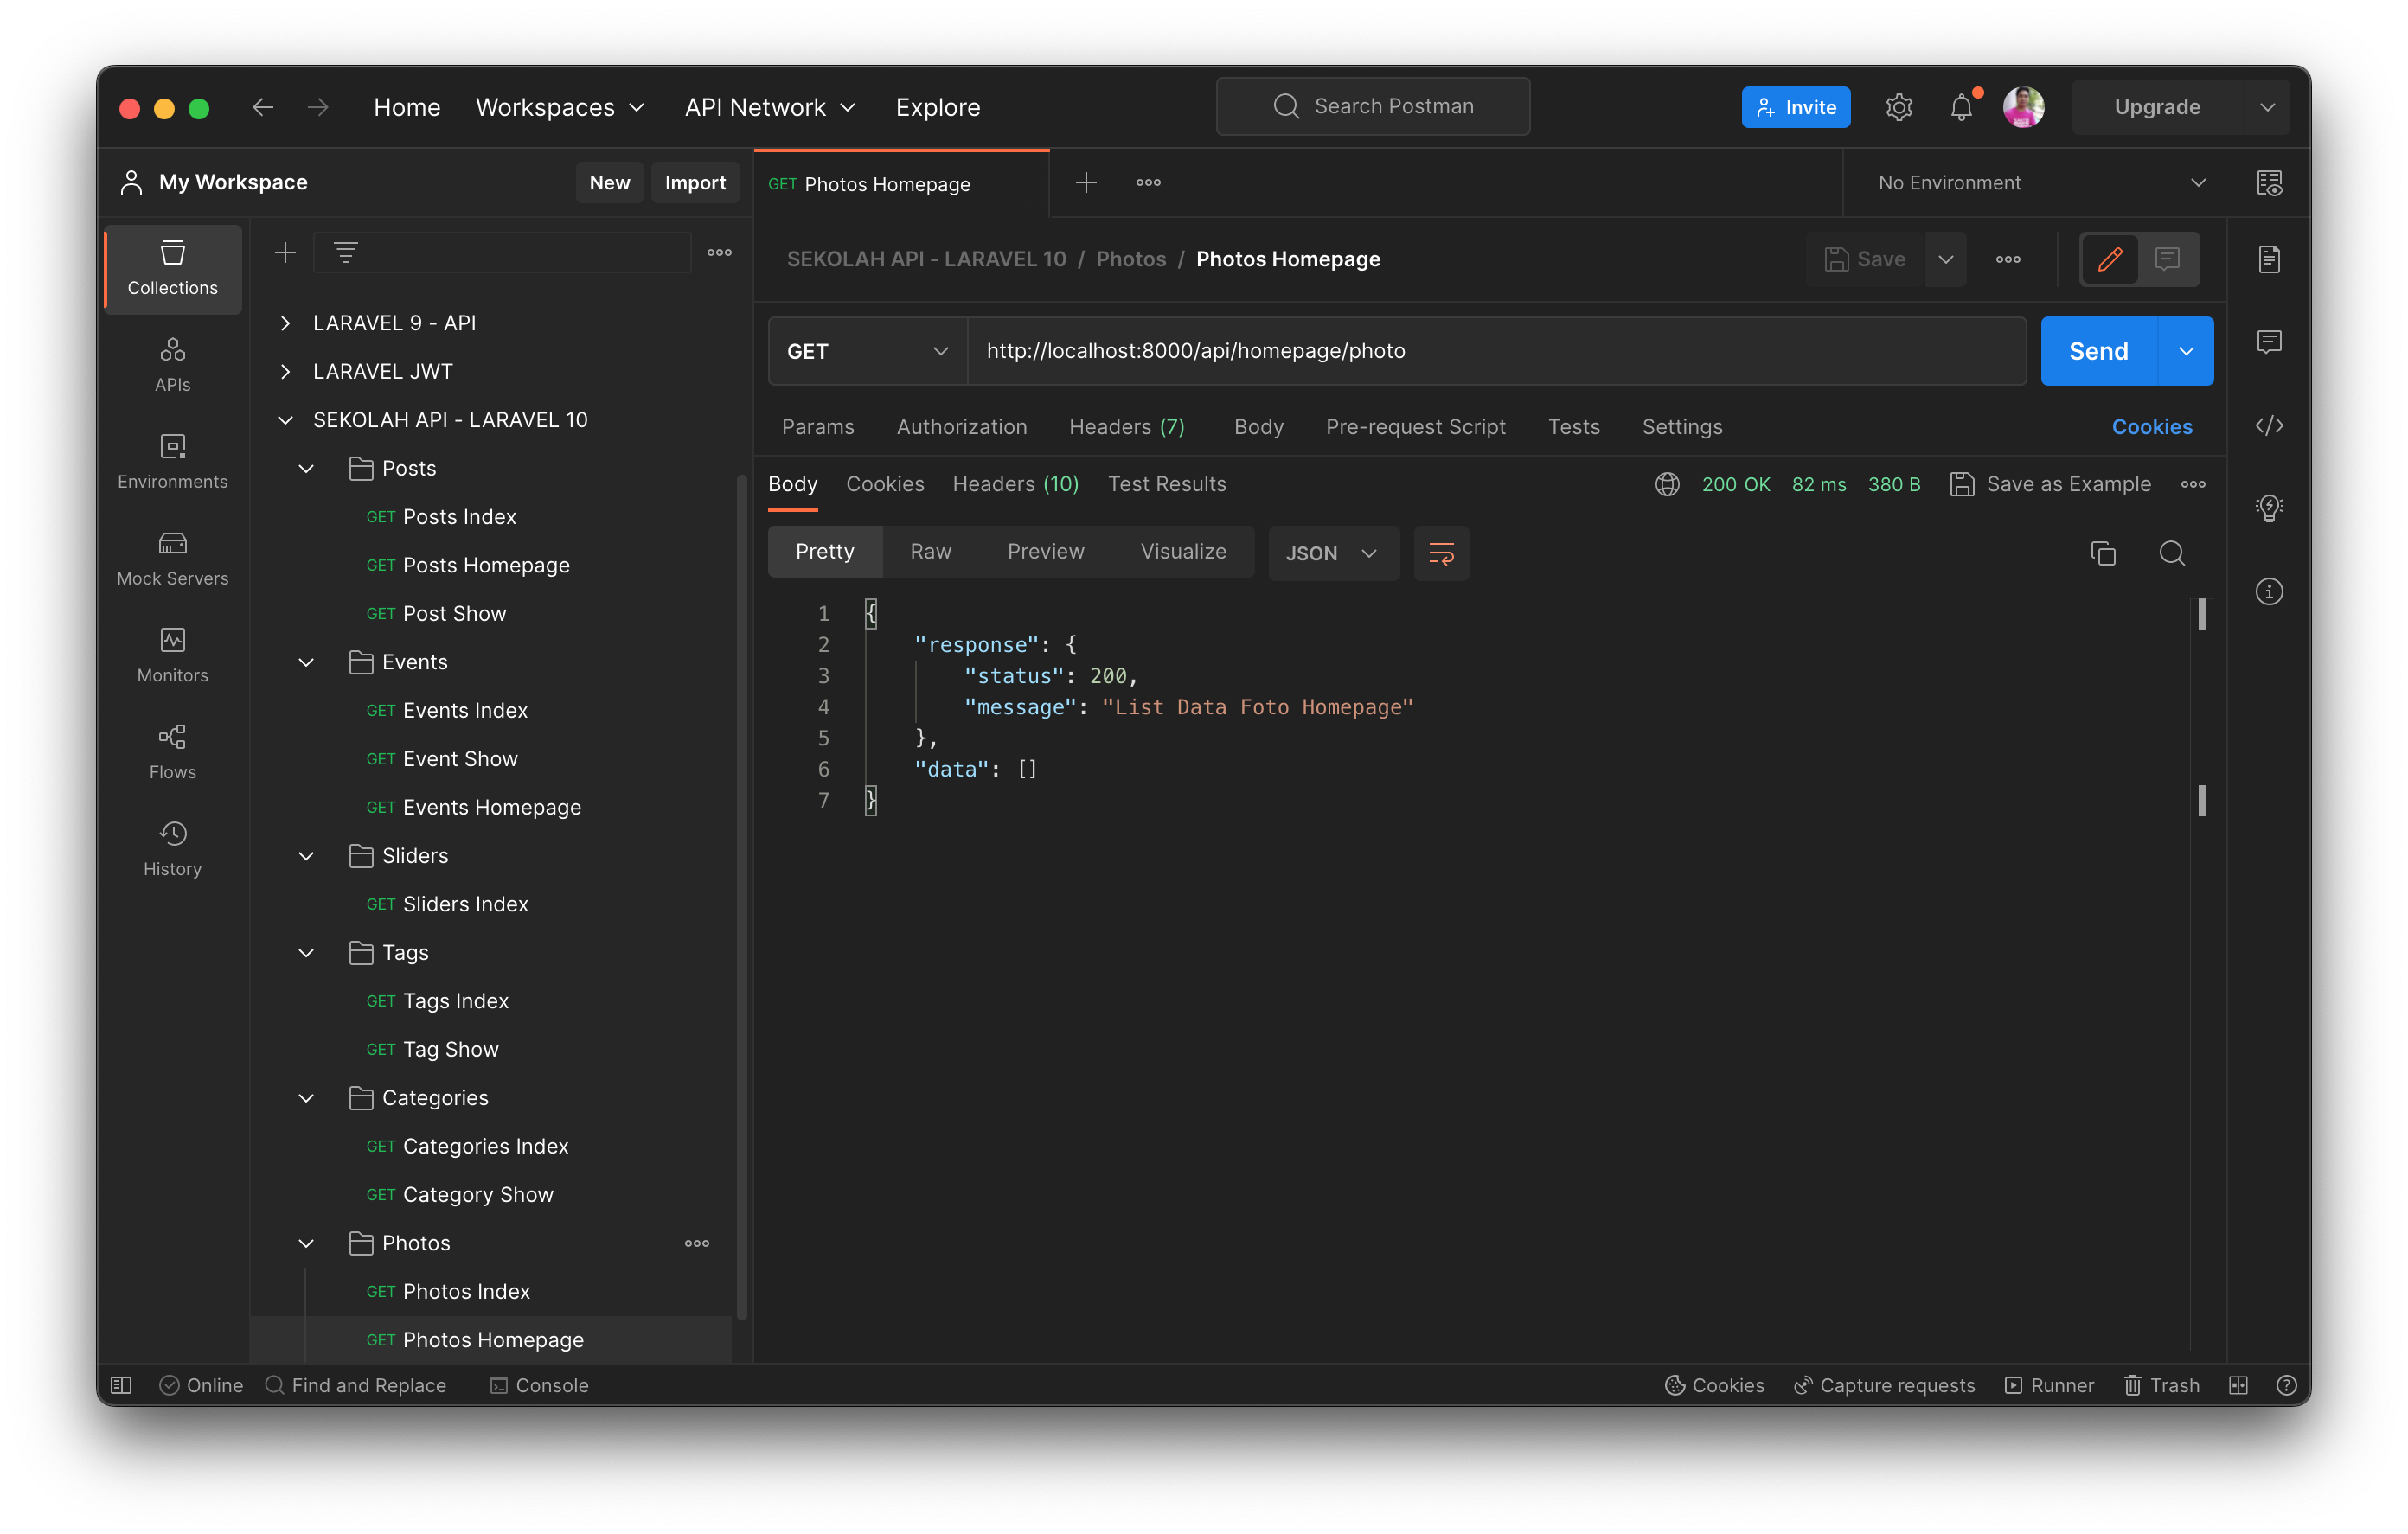 Home Workspaces API Network Explore Search Postman Invite Upgrade
My Workspace New Import GET Photos Homepage No Environment
Collections
APIs
Environments
Mock Servers
Monitors
Flows
History
LARAVEL 9 - API
LARAVEL JWT
SEKOLAH API - LARAVEL 10
Posts
GET Posts Index
GET Posts Homepage
GET Post Show
Events
GET Events Index
GET Event Show
GET Events Homepage
Sliders
GET Sliders Index
Tags
GET Tags Index
GET Tag Show
Categories
GET Categories Index
GET Category Show
Photos
GET Photos Index
GET Photos Homepage
SEKOLAH API - LARAVEL 10 / Photos / Photos Homepage Save
GET http://localhost:8000/api/homepage/photo Send
Params Authorization Headers (7) Body Pre-request Script Tests Settings Cookies
Body Cookies Headers (10) Test Results 200 OK 82 ms 380 B Save as Example
Pretty Raw Preview Visualize JSON
1 {
2 "response": {
3 "status": 200,
4 "message": "List Data Foto Homepage"
5 },
6 "data": []
7 }
Online Find and Replace Console Cookies Capture requests Runner Trash